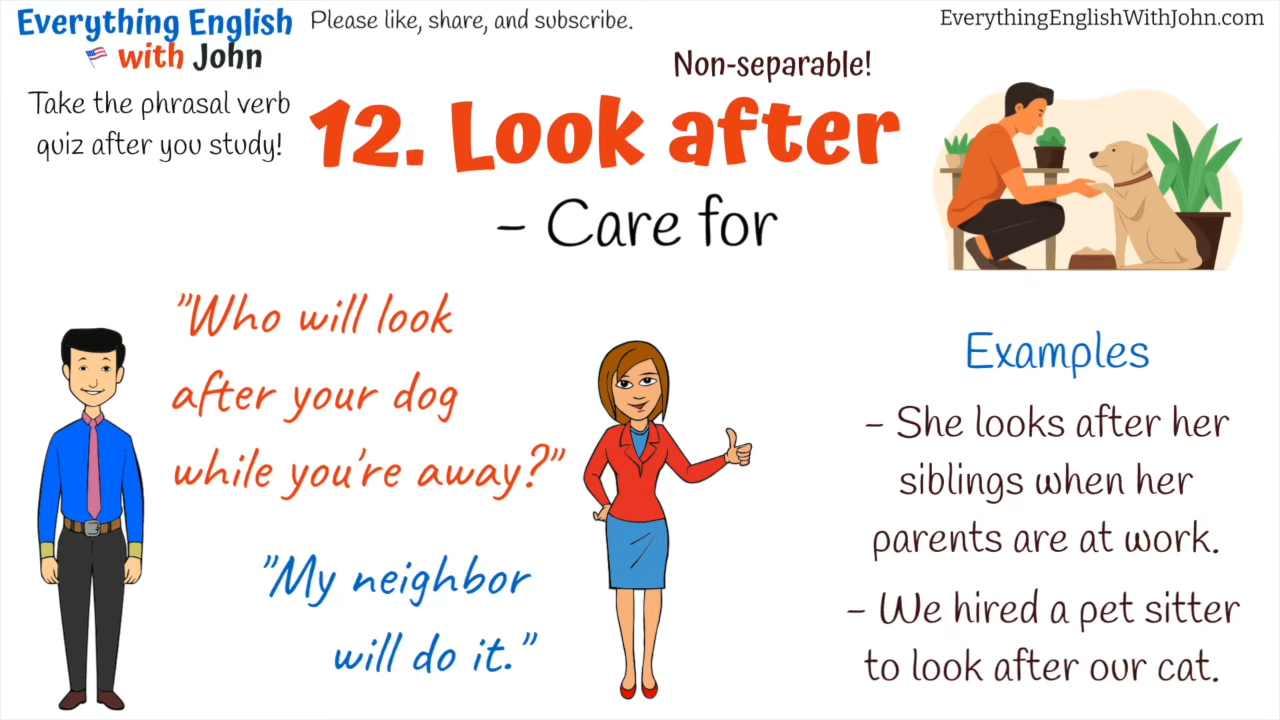 Everything English
with John
Please like, share, and subscribe.
EverythingEnglishWithJohn.com
Take the phrasal verb
quiz after you study!
Non-separable!
12. Look after
- Care for
"Who will look
after your dog
while you're away?"
"My neighbor
will do it."
Examples
- She looks after her
siblings when her
parents are at work.
- We hired a pet sitter
to look after our cat.